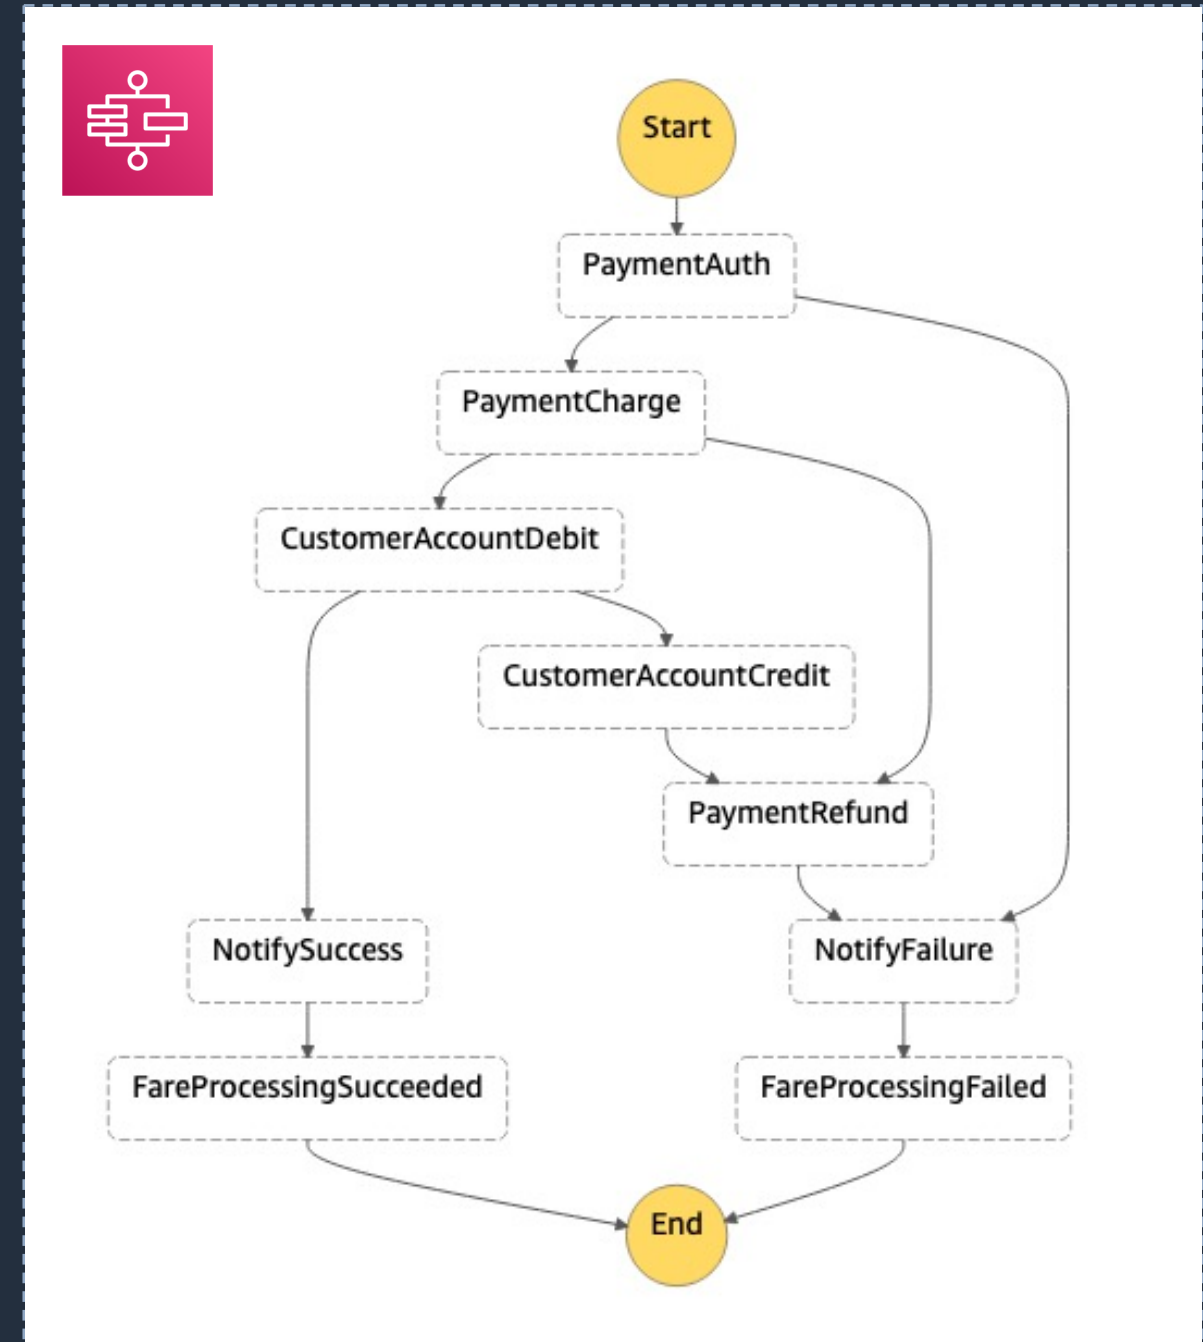 Start
PaymentAuth
PaymentCharge
CustomerAccountDebit
CustomerAccountCredit
PaymentRefund
NotifySuccess
NotifyFailure
FareProcessingSucceeded
FareProcessingFailed
End